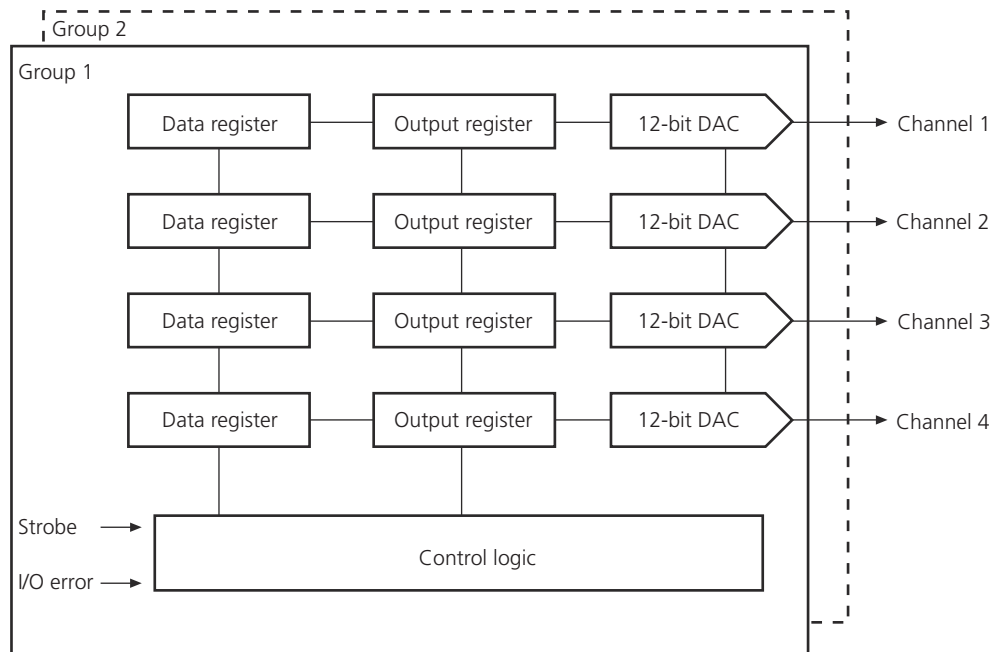 Group 2
Group 1
Data register
Output register
12-bit DAC
Channel 1
Data register
Output register
12-bit DAC
Channel 2
Data register
Output register
12-bit DAC
Channel 3
Data register
Output register
12-bit DAC
Channel 4
Strobe
Control logic
I/O error